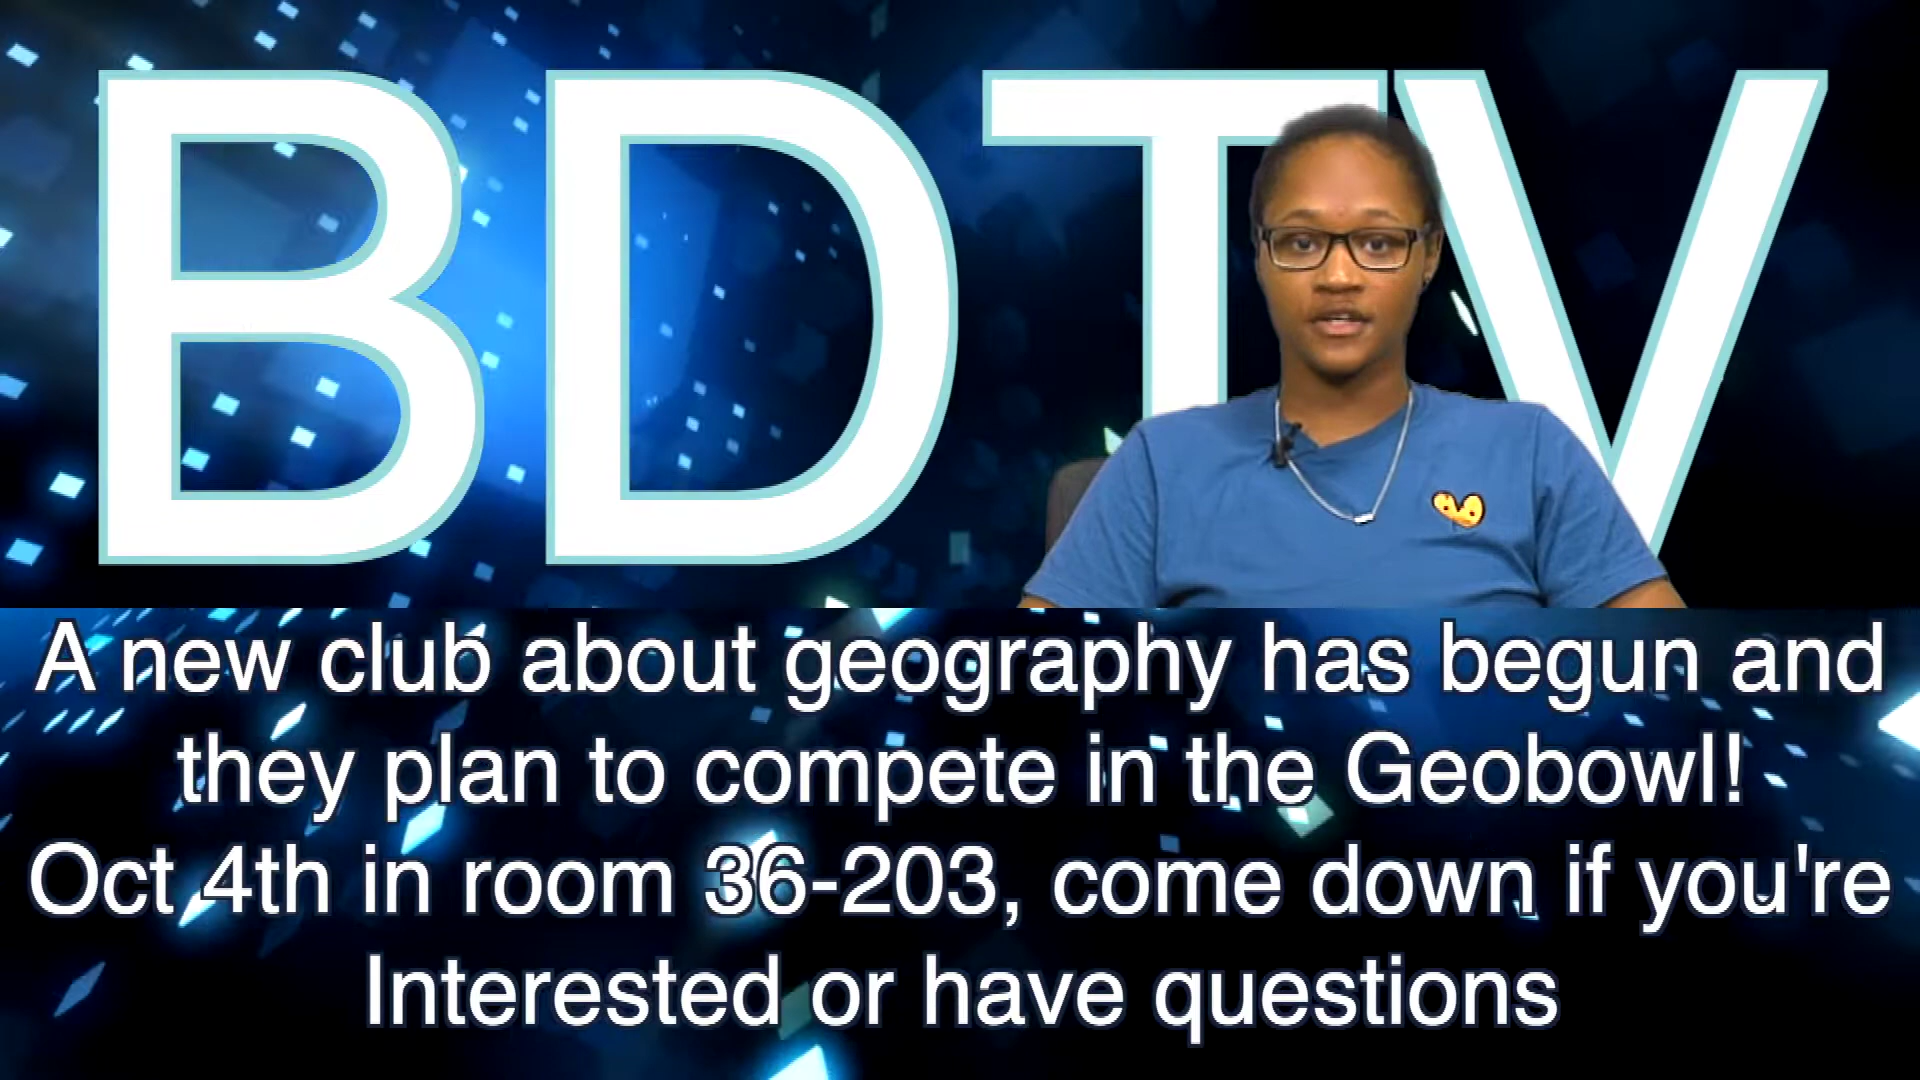 BDTV
A new club about geography has begun and
they plan to compete in the Geobowl!
Oct 4th in room 36-203, come down if you're
Interested or have questions